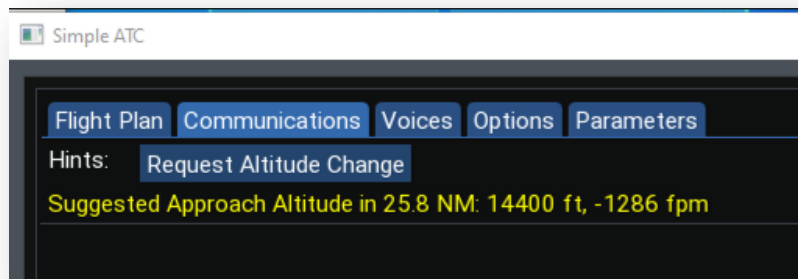 Simple ATC
Flight Plan Communications Voices Options Parameters
Hints: Request Altitude Change
Suggested Approach Altitude in 25.8 NM: 14400 ft, -1286 fpm